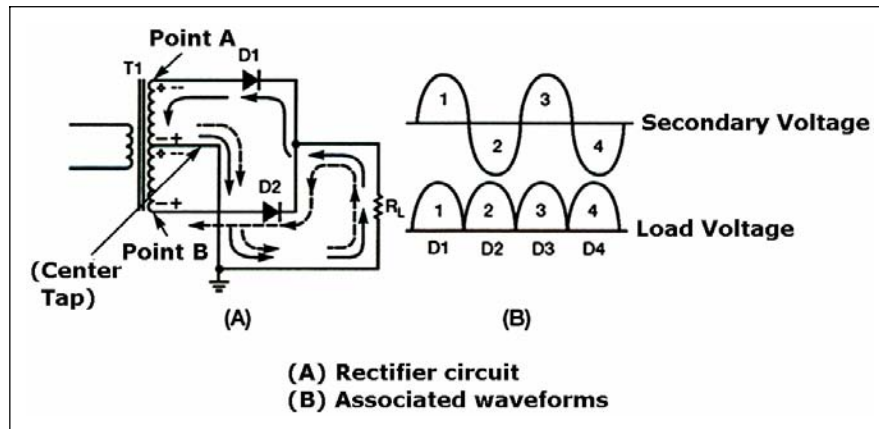 Point A
D1
T1
+ --
1
3
Secondary Voltage
2
4
— +
+ --
D2
RL
1 2 3 4
Load Voltage
— +
Point B
D1 D2 D3 D4
(Center
Tap)
(A)
(B)
(A) Rectifier circuit
(B) Associated waveforms